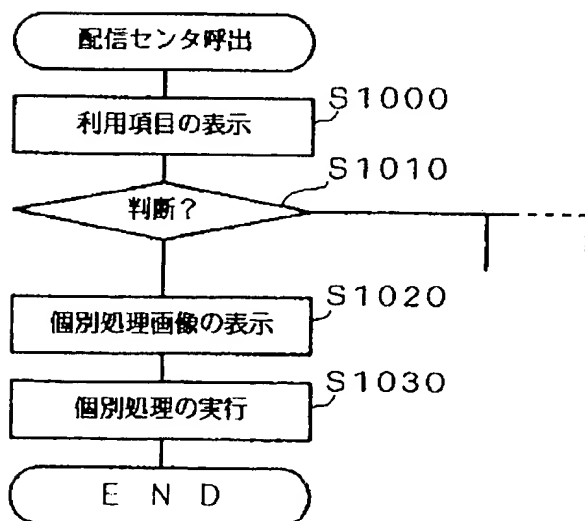 配信センタ呼出
S1000
利用項目の表示
S1010
判断?
S1020
個別処理画像の表示
S1030
個別処理の実行
END